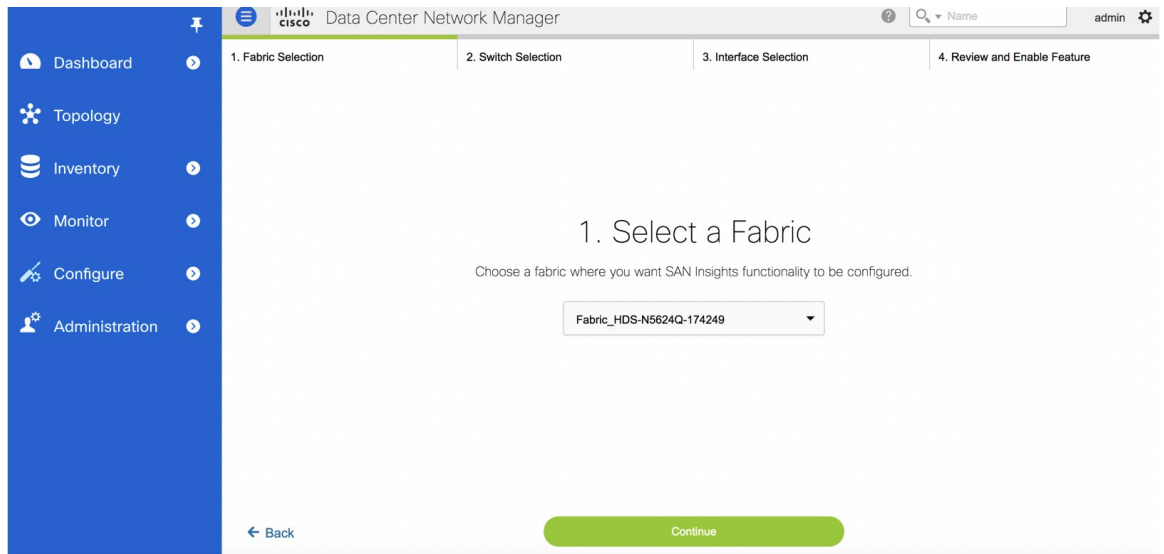 cisco Data Center Network Manager
Name
admin
Dashboard
Topology
Inventory
Monitor
Configure
Administration
1. Fabric Selection
2. Switch Selection
3. Interface Selection
4. Review and Enable Feature
1. Select a Fabric
Choose a fabric where you want SAN Insights functionality to be configured.
Fabric_HDS-N5624Q-174249
Back
Continue